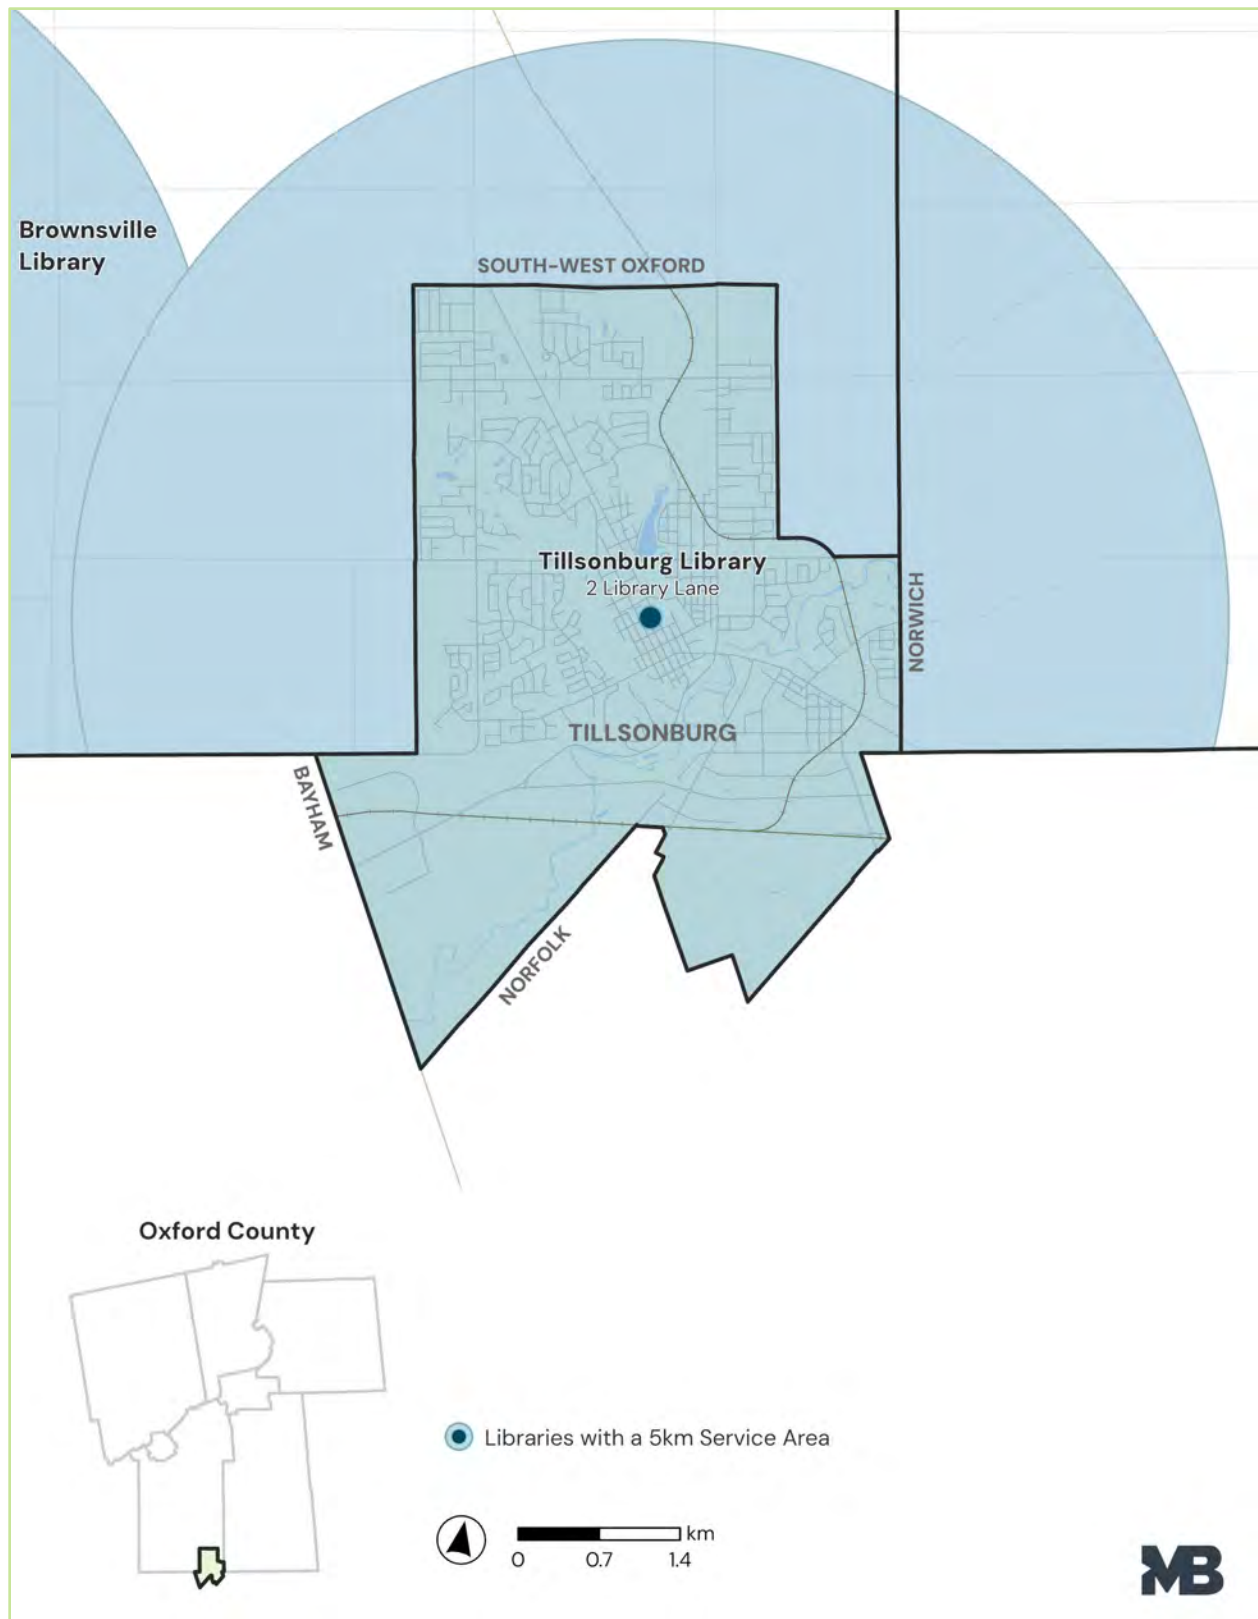 Brownsville
Library
SOUTH-WEST OXFORD
Tillsonburg Library
2 Library Lane
NORWICH
TILLSONBURG
BAYHAM
NORFOLK
Oxford County
Libraries with a 5km Service Area
km
0 0.7 1.4
MB